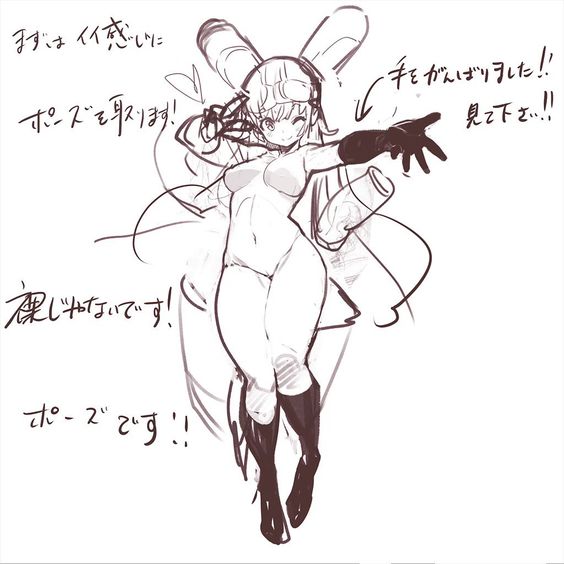 まずは イイ感じに
ポーズを取ります!
手をがんばりました!!
見て下さい!!
裸じゃないです!
ポーズです!!